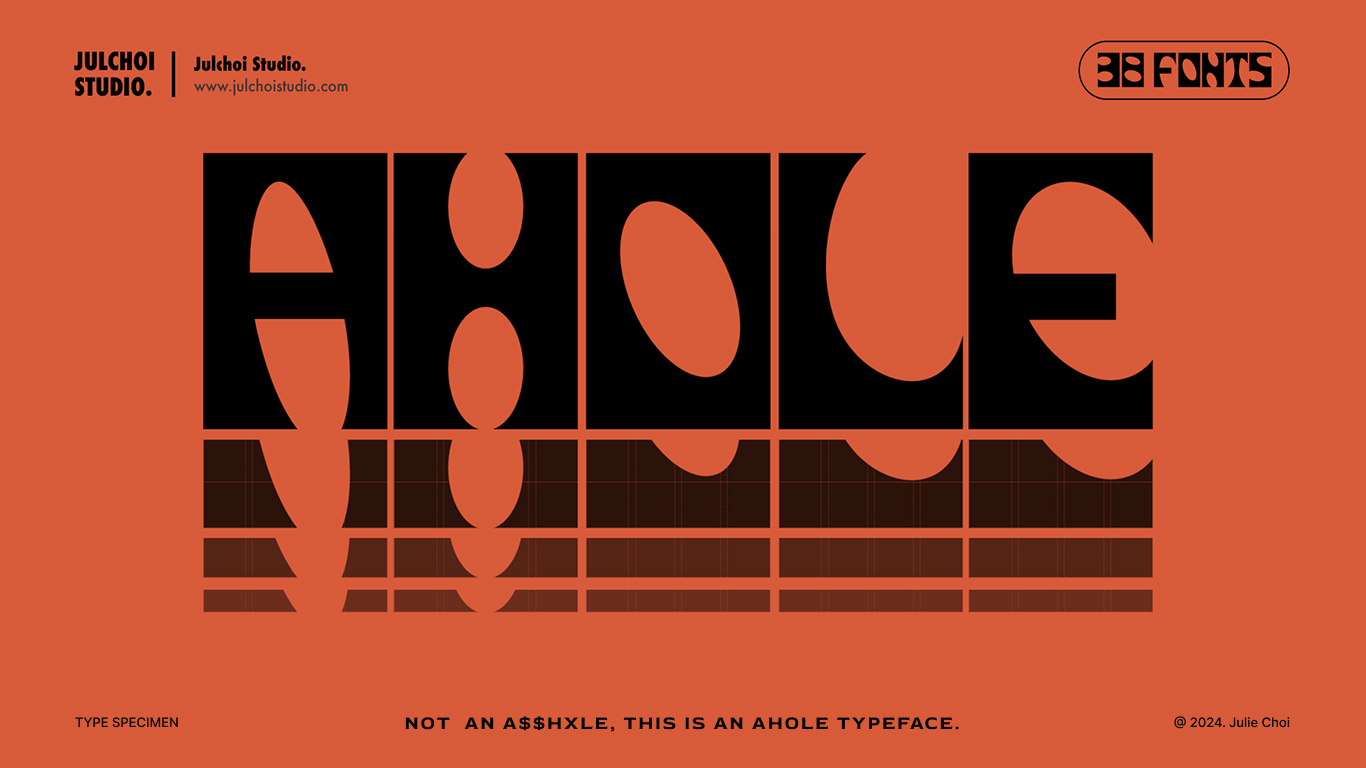 JULCHOI
STUDIO.
Julchoi Studio.
www.julchoistudio.com
38 FONTS
AHOLE
TYPE SPECIMEN
NOT AN A$$HXLE, THIS IS AN AHOLE TYPEFACE.
@ 2024. Julie Choi